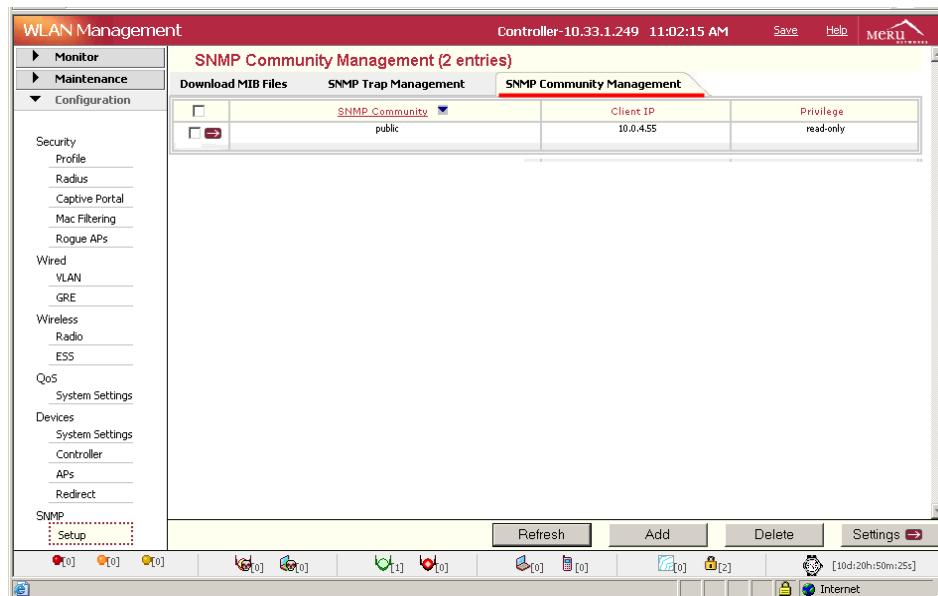 WLAN Management
Controller-10.33.1.249 11:02:15 AM
Save
Help
MERU
NETWORKS
Monitor
Maintenance
Configuration
Security
Profile
Radius
Captive Portal
Mac Filtering
Rogue APs
Wired
VLAN
GRE
Wireless
Radio
ESS
QoS
System Settings
Devices
System Settings
Controller
APs
Redirect
SNMP
Setup
SNMP Community Management (2 entries)
Download MIB Files SNMP Trap Management SNMP Community Management
SNMP Community Client IP Privilege
public 10.0.4.55 read-only
Refresh Add Delete Settings
[0] [0] [0] [0] [0] [1] [0] [0] [0] [0] [2] [10d:20h:50m:25s]
Internet